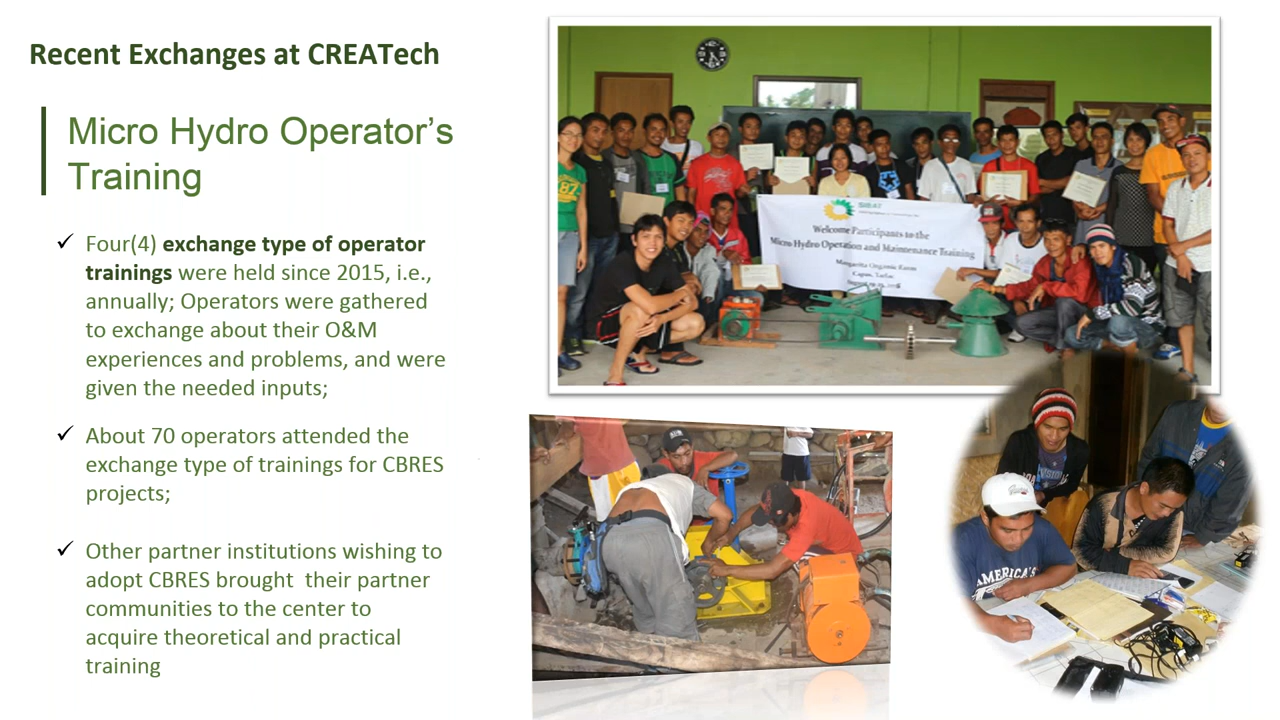 Recent Exchanges at CREATech
Micro Hydro Operator’s
Training
✓ Four(4) exchange type of operator
trainings were held since 2015, i.e.,
annually; Operators were gathered
to exchange about their O&M
experiences and problems, and were
given the needed inputs;
✓ About 70 operators attended the
exchange type of trainings for CBRES
projects;
✓ Other partner institutions wishing to
adopt CBRES brought  their partner
communities to the center to
acquire theoretical and practical
training
SIBAT
Welcome Participants to the
Micro Hydro Operation and Maintenance Training
Margarita Organic Farm
Capas, Tarlac
87
AMERICA'S